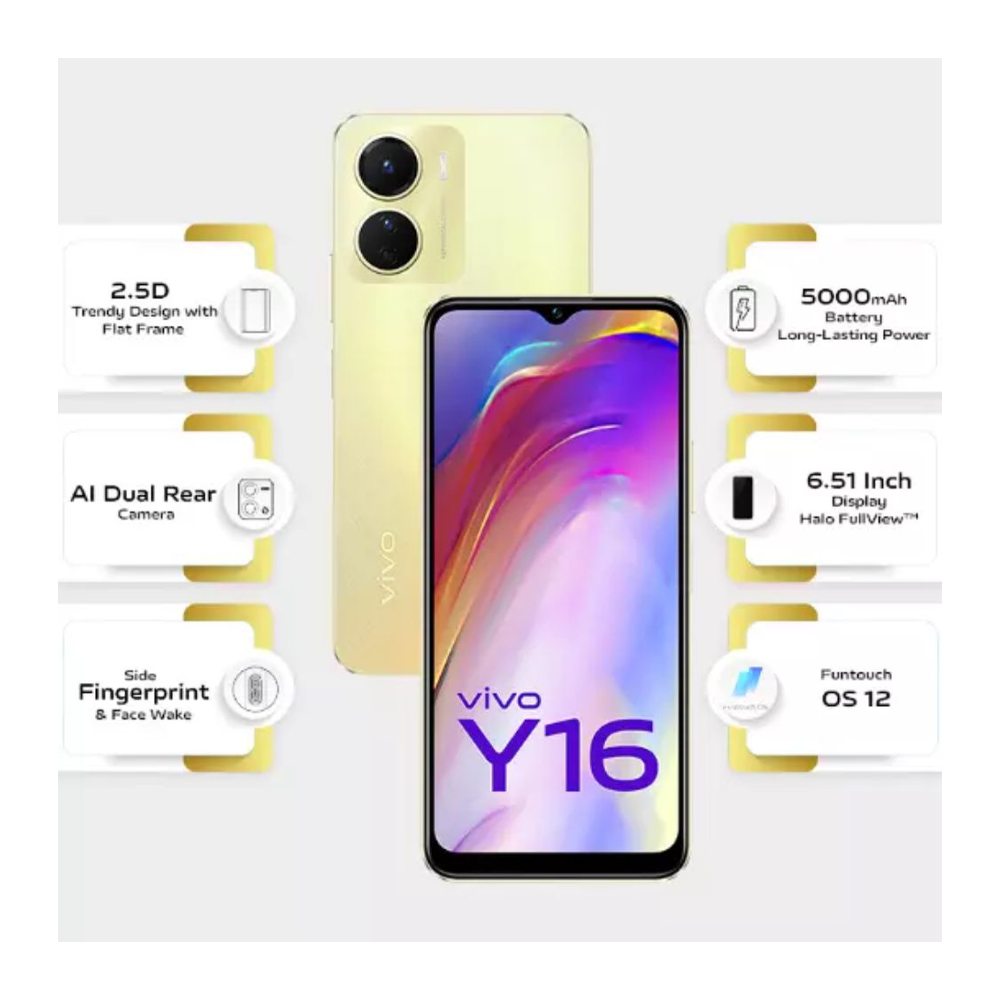 2.5D
Trendy Design with
Flat Frame
AI Dual Rear
Camera
Side
Fingerprint
& Face Wake
vivo
vivo
Y16
5000mAh
Battery
Long-Lasting Power
6.51 Inch
Display
Halo FullView™
Funtouch
OS 12